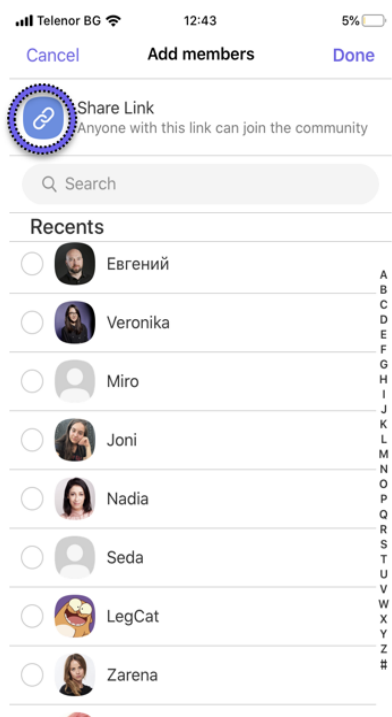 Telenor BG 12:43 5%
Cancel Add members Done
Share Link
Anyone with this link can join the community
Search
Recents
Евгений
Veronika
Miro
Joni
Nadia
Seda
LegCat
Zarena
A
B
C
D
E
F
G
H
I
J
K
L
M
N
O
P
Q
R
S
T
U
V
W
X
Y
Z
#